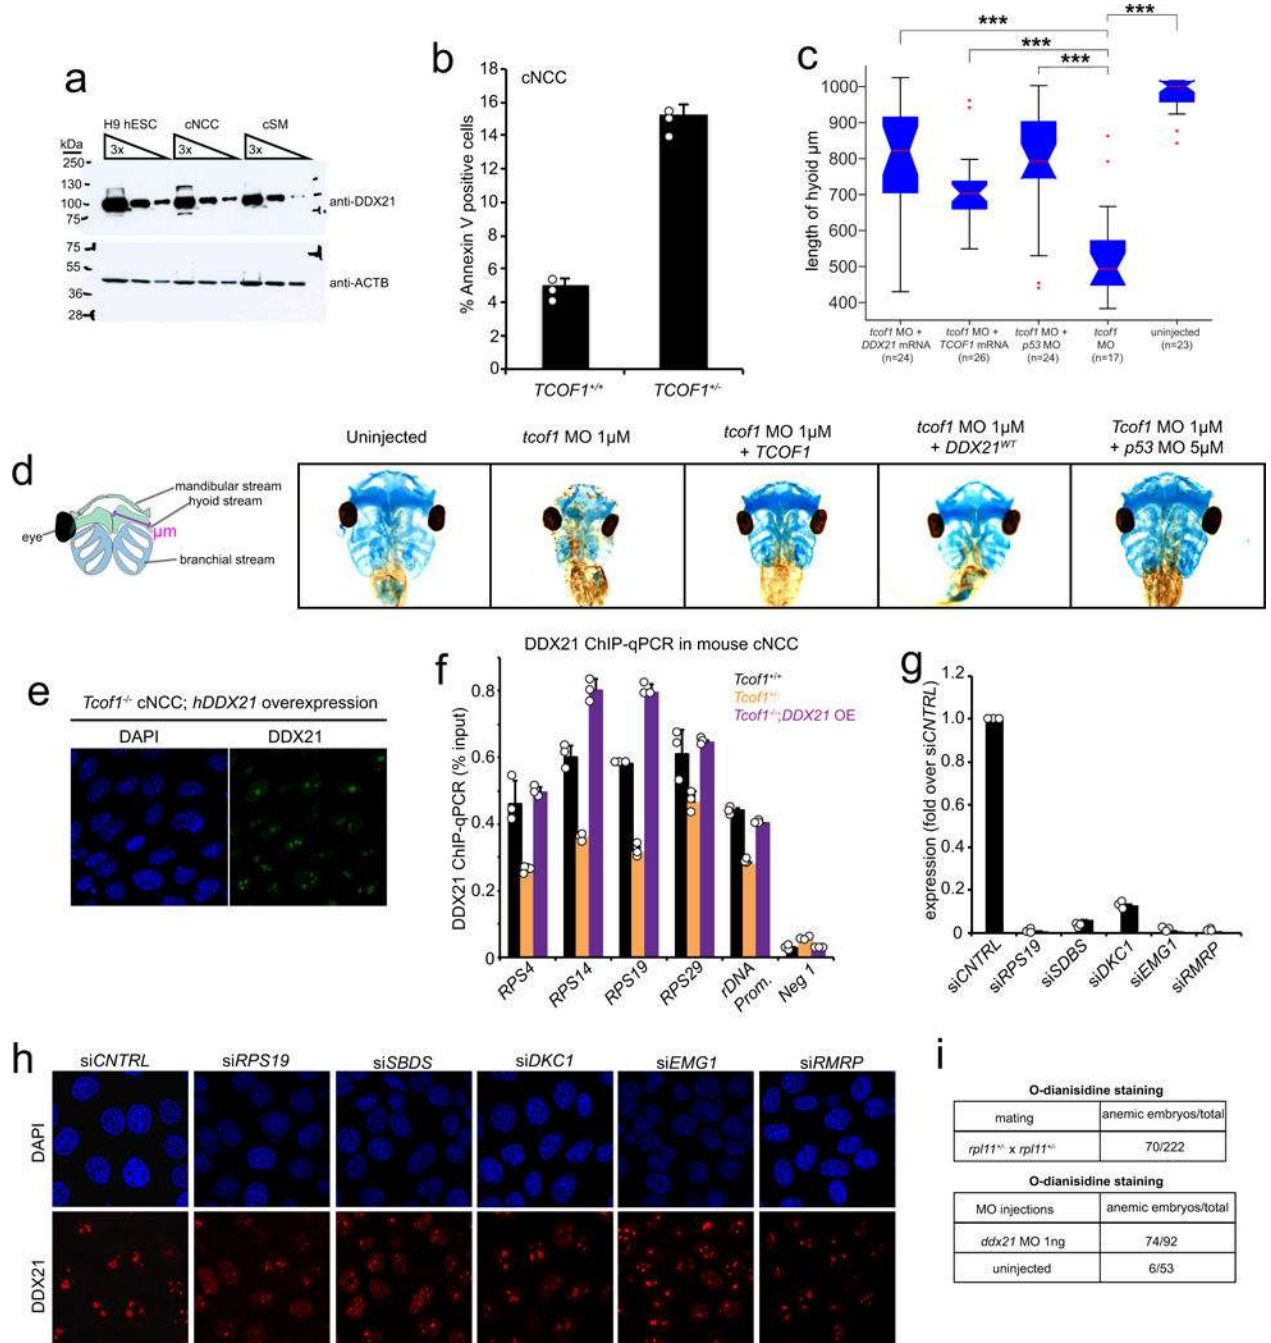 a
H9 hESC cNCC cSM
kDa
3x 3x 3x
250
130
100
75
anti-DDX21
75
55
36
28
anti-ACTB
b
cNCC
% Annexin V positive cells
18
16
14
12
10
8
6
4
2
0
TCOF1+/+ TCOF1+/-
c
*** ***
***
***
length of hyoid µm
1000
900
800
700
600
500
400
tcof1 MO + DDX21 mRNA (n=24)
tcof1 MO + TCOF1 mRNA (n=26)
tcof1 MO + p53 MO (n=24)
tcof1 MO (n=17)
uninjected (n=23)
d
mandibular stream
hyoid stream
µm
eye
branchial stream
Uninjected
tcof1 MO 1µM
tcof1 MO 1µM
+ TCOF1
tcof1 MO 1µM
+ DDX21WT
Tcof1 MO 1µM
+ p53 MO 5µM
e
Tcof1-/- cNCC; hDDX21 overexpression
DAPI DDX21
f
DDX21 ChIP-qPCR in mouse cNCC
Tcof1+/+
Tcof1+/-
Tcof1-/-;DDX21 OE
DDX21 ChIP-qPCR (% input)
0.8
0.6
0.4
0.2
0
RPS4 RPS14 RPS19 RPS29 rDNA Prom. Neg 1
g
expression (fold over siCNTRL)
1.2
1.0
0.8
0.6
0.4
0.2
0
siCNTRL siRPS19 siSDBS siDKC1 siEMG1 siRMRP
h
siCNTRL siRPS19 siSBDS siDKC1 siEMG1 siRMRP
DAPI
DDX21
i
O-dianisidine staining
mating anemic embryos/total
rpl11+/- x rpl11+/- 70/222
O-dianisidine staining
MO injections anemic embryos/total
ddx21 MO 1ng 74/92
uninjected 6/53